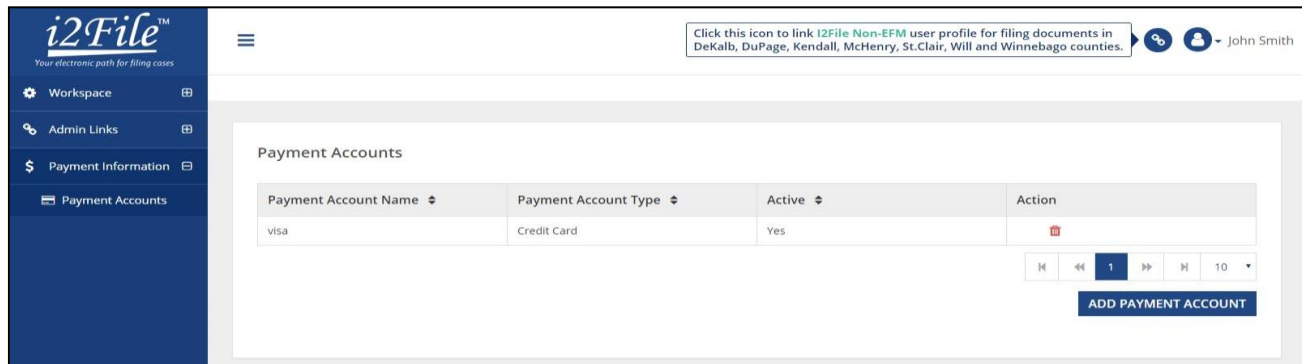 i2File™
Your electronic path for filing cases
Click this icon to link I2File Non-EFM user profile for filing documents in
DeKalb, DuPage, Kendall, McHenry, St.Clair, Will and Winnebago counties.
John Smith
Workspace
Admin Links
Payment Information
Payment Accounts
Payment Accounts
Payment Account Name Payment Account Type Active Action
visa Credit Card Yes
1 10
ADD PAYMENT ACCOUNT